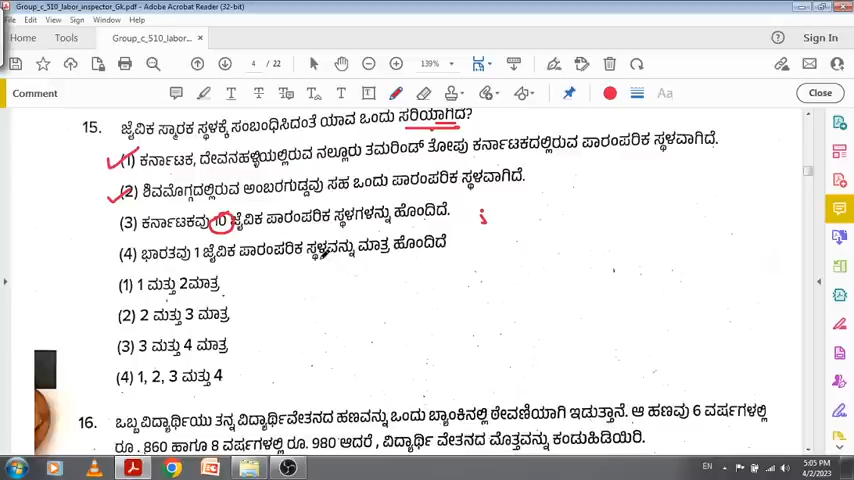 Group_c_510_labor_inspector_Gk.pdf - Adobe Acrobat Reader (32-bit)
File Edit View Sign Window Help
Home Tools Group_c_510_labor... × Sign In
4 / 22 139%
Comment Aa Close
15. ಜೈವಿಕ ಸ್ಮಾರಕ ಸ್ಥಳಕ್ಕೆ ಸಂಬಂಧಿಸಿದಂತೆ ಯಾವ ಒಂದು ಸರಿಯಾಗಿದೆ?
(1) ಕರ್ನಾಟಕ, ದೇವನಹಳ್ಳಿಯಲ್ಲಿರುವ ನಲ್ಲೂರು ತಮರಿಂಡ್ ತೋಪು ಕರ್ನಾಟಕದಲ್ಲಿರುವ ಪಾರಂಪರಿಕ ಸ್ಥಳವಾಗಿದೆ.
(2) ಶಿವಮೊಗ್ಗದಲ್ಲಿರುವ ಅಂಬರಗುಡ್ಡವು ಸಹ ಒಂದು ಪಾರಂಪರಿಕ ಸ್ಥಳವಾಗಿದೆ.
(3) ಕರ್ನಾಟಕವು 10 ಜೈವಿಕ ಪಾರಂಪರಿಕ ಸ್ಥಳಗಳನ್ನು ಹೊಂದಿದೆ.
(4) ಭಾರತವು 1 ಜೈವಿಕ ಪಾರಂಪರಿಕ ಸ್ಥಳವನ್ನು ಮಾತ್ರ ಹೊಂದಿದೆ
(1) 1 ಮತ್ತು 2ಮಾತ್ರ
(2) 2 ಮತ್ತು 3 ಮಾತ್ರ
(3) 3 ಮತ್ತು 4 ಮಾತ್ರ
(4) 1, 2, 3 ಮತ್ತು 4
16. ಒಬ್ಬ ವಿದ್ಯಾರ್ಥಿಯು ತನ್ನ ವಿದ್ಯಾರ್ಥಿವೇತನದ ಹಣವನ್ನು ಒಂದು ಬ್ಯಾಂಕಿನಲ್ಲಿ ಠೇವಣಿಯಾಗಿ ಇಡುತ್ತಾನೆ. ಆ ಹಣವು 6 ವರ್ಷಗಳಲ್ಲಿ
ರೂ. 860 ಹಾಗೂ 8 ವರ್ಷಗಳಲ್ಲಿ ರೂ. 980 ಆದರೆ, ವಿದ್ಯಾರ್ಥಿ ವೇತನದ ಮೊತ್ತವನ್ನು ಕಂಡುಹಿಡಿಯಿರಿ.
EN 5:05 PM
4/2/2023